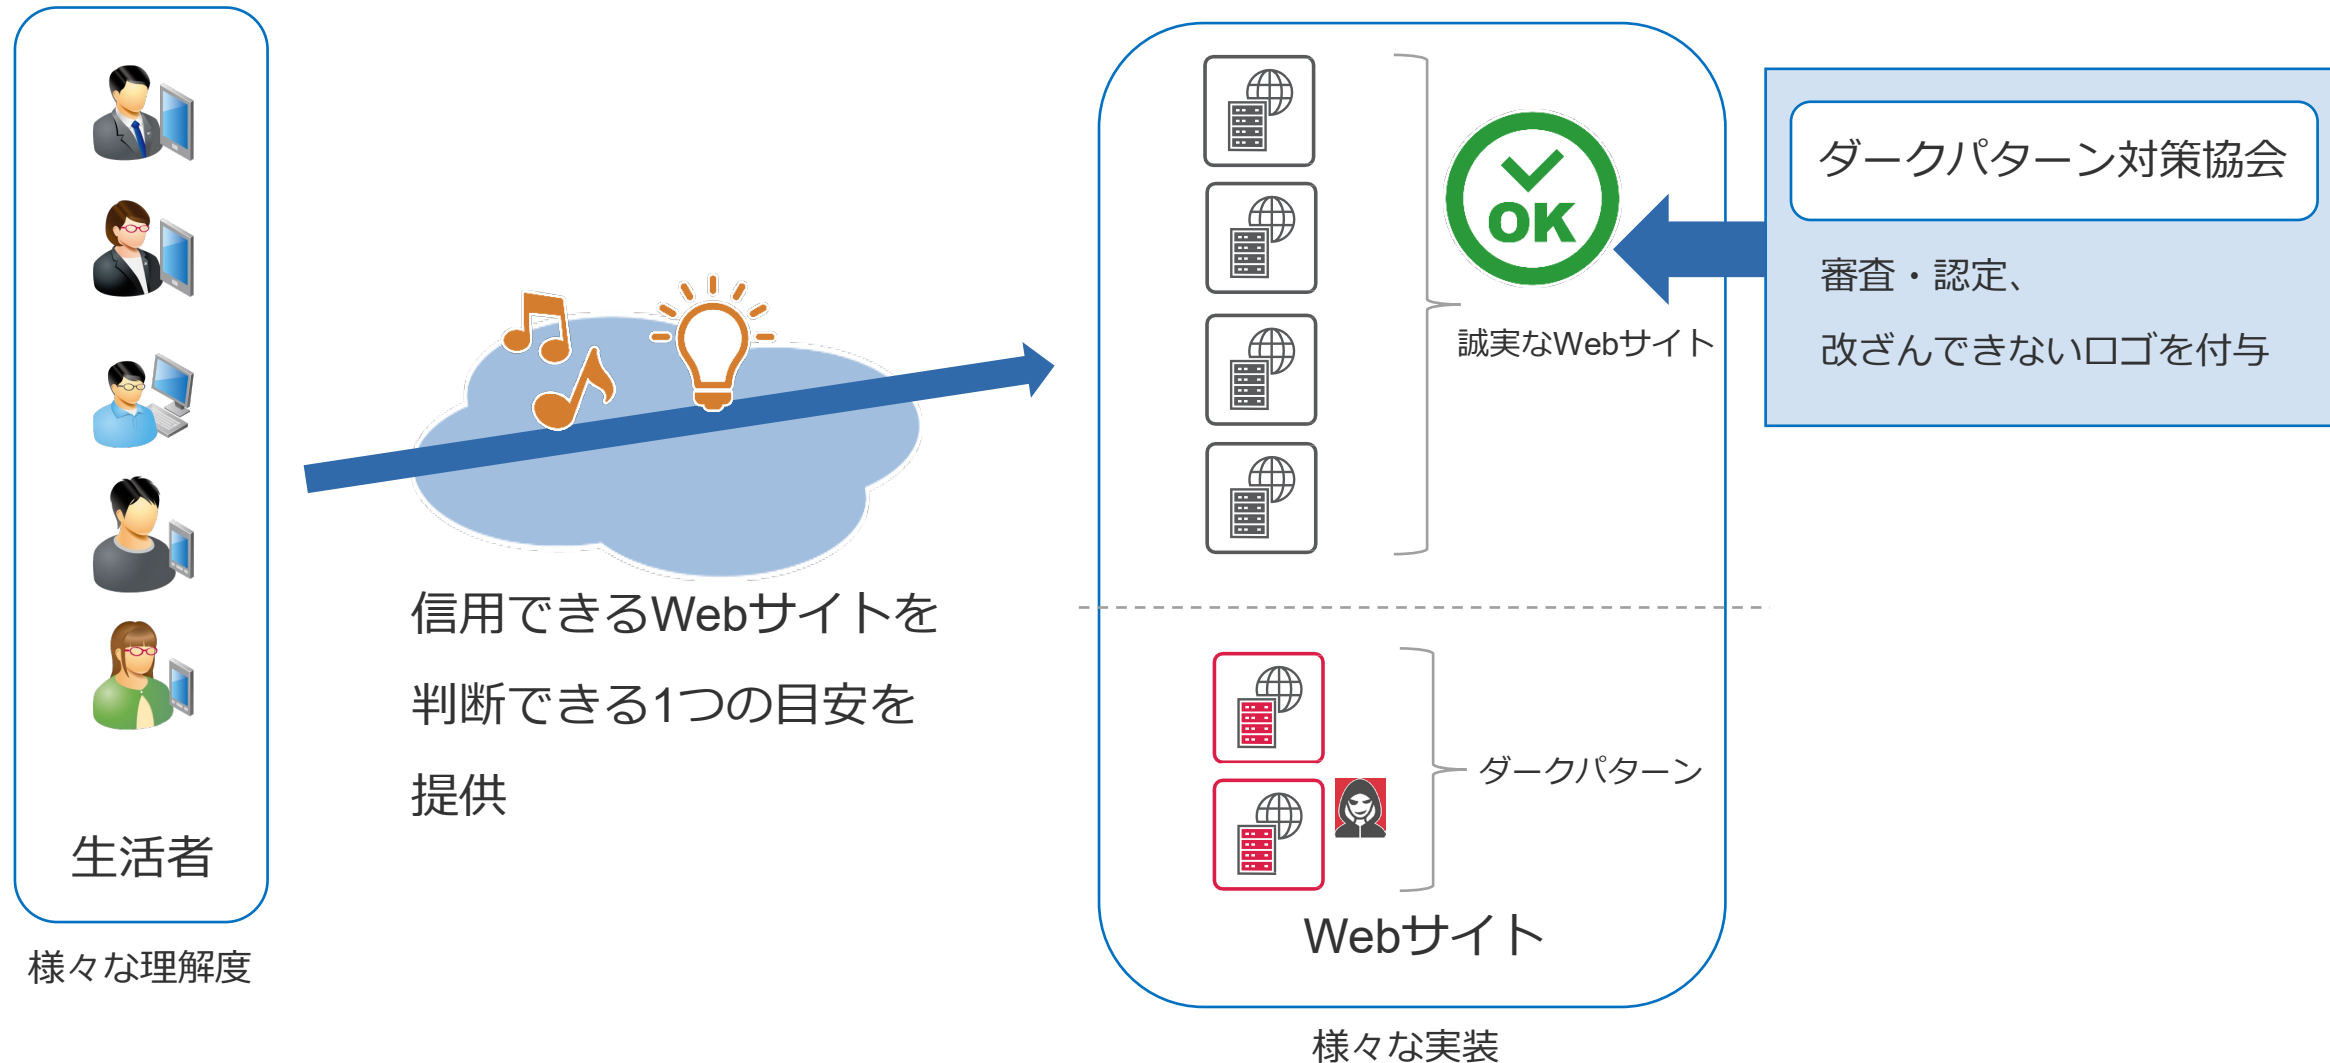 生活者
様々な理解度
信用できるWebサイトを
判断できる1つの目安を
提供
OK
誠実なWebサイト
ダークパターン
Webサイト
様々な実装
ダークパターン対策協会
審査・認定、
改ざんできないロゴを付与